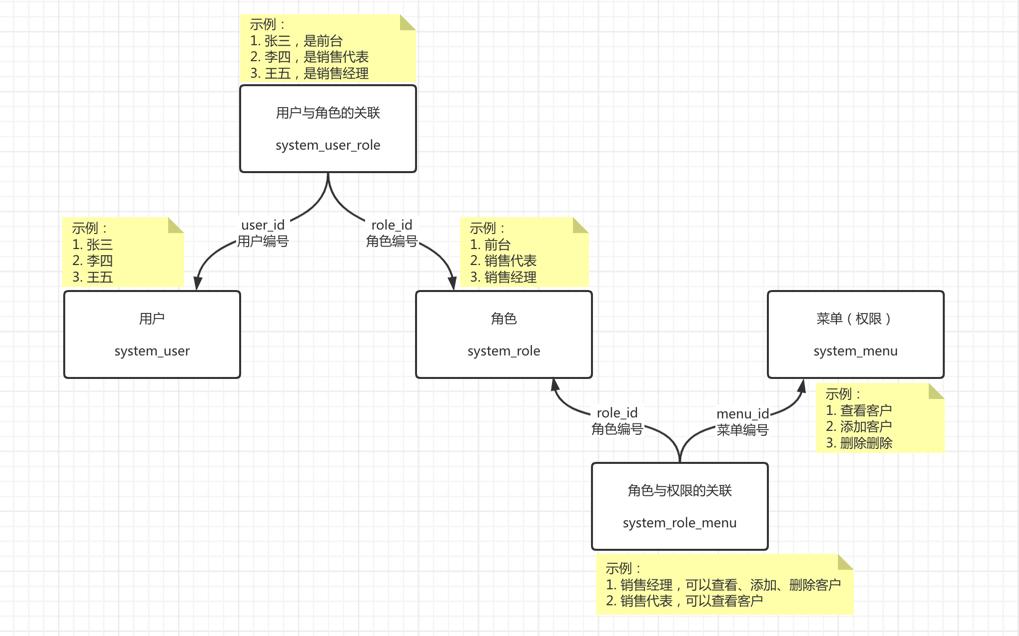 示例：
1. 张三，是前台
2. 李四，是销售代表
3. 王五，是销售经理
用户与角色的关联
system_user_role
user_id
用户编号
role_id
角色编号
示例：
1. 张三
2. 李四
3. 王五
用户
system_user
示例：
1. 前台
2. 销售代表
3. 销售经理
角色
system_role
菜单（权限）
system_menu
示例：
1. 查看客户
2. 添加客户
3. 删除删除
role_id
角色编号
menu_id
菜单编号
角色与权限的关联
system_role_menu
示例：
1. 销售经理，可以查看、添加、删除客户
2. 销售代表，可以查看客户